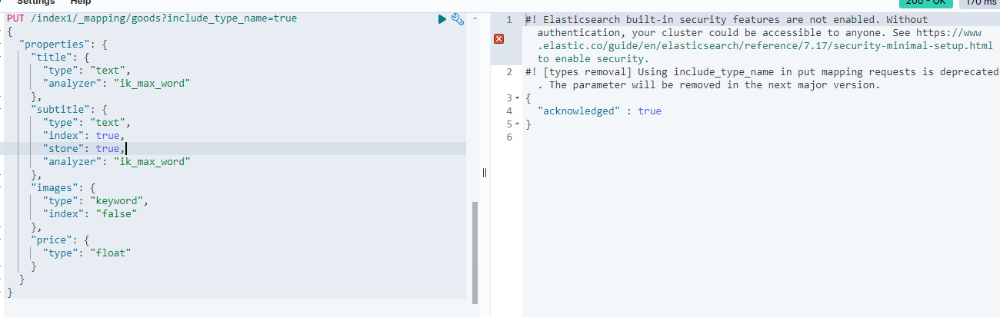 Settings Help
200 - OK 170 ms
PUT /index1/_mapping/goods?include_type_name=true
{
  "properties": {
    "title": {
      "type": "text",
      "analyzer": "ik_max_word"
    },
    "subtitle": {
      "type": "text",
      "index": true,
      "store": true,
      "analyzer": "ik_max_word"
    },
    "images": {
      "type": "keyword",
      "index": "false"
    },
    "price": {
      "type": "float"
    }
  }
}
1 #! Elasticsearch built-in security features are not enabled. Without
authentication, your cluster could be accessible to anyone. See https://www
.elastic.co/guide/en/elasticsearch/reference/7.17/security-minimal-setup.html
to enable security.
2 #! [types removal] Using include_type_name in put mapping requests is deprecated
. The parameter will be removed in the next major version.
3 {
4   "acknowledged" : true
5 }
6